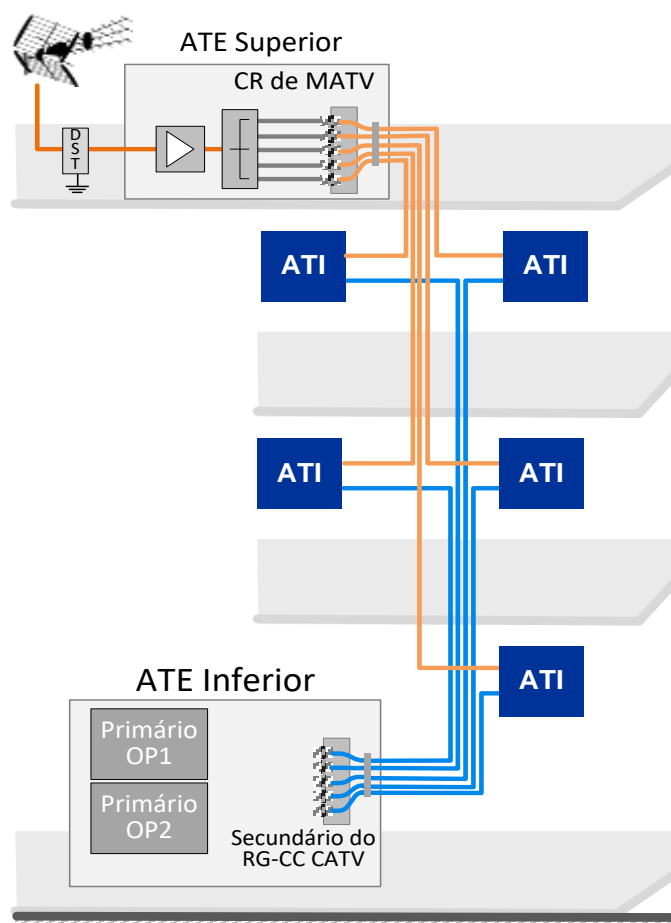 ATE Superior
CR de MATV
D
S
T
ATI
ATI
ATI
ATI
ATI
ATE Inferior
Primário
OP1
Primário
OP2
Secundário do
RG-CC CATV